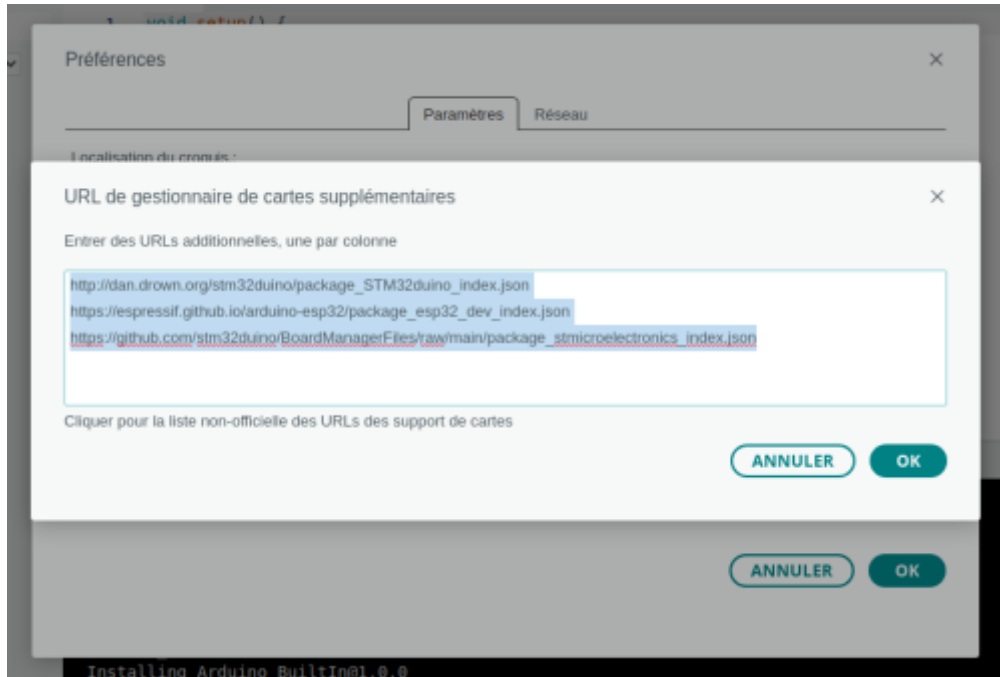 1 void setup() {
Préférences
Paramètres Réseau
Localisation du croquis :
URL de gestionnaire de cartes supplémentaires
Entrer des URLs additionnelles, une par colonne
http://dan.drown.org/stm32duino/package_STM32duino_index.json
https://espressif.github.io/arduino-esp32/package_esp32_dev_index.json
https://github.com/stm32duino/BoardManagerFiles/raw/main/package_stmicroelectronics_index.json
Cliquer pour la liste non-officielle des URLs des support de cartes
ANNULER OK
ANNULER OK
Installing Arduino_BuiltIn@1.0.0